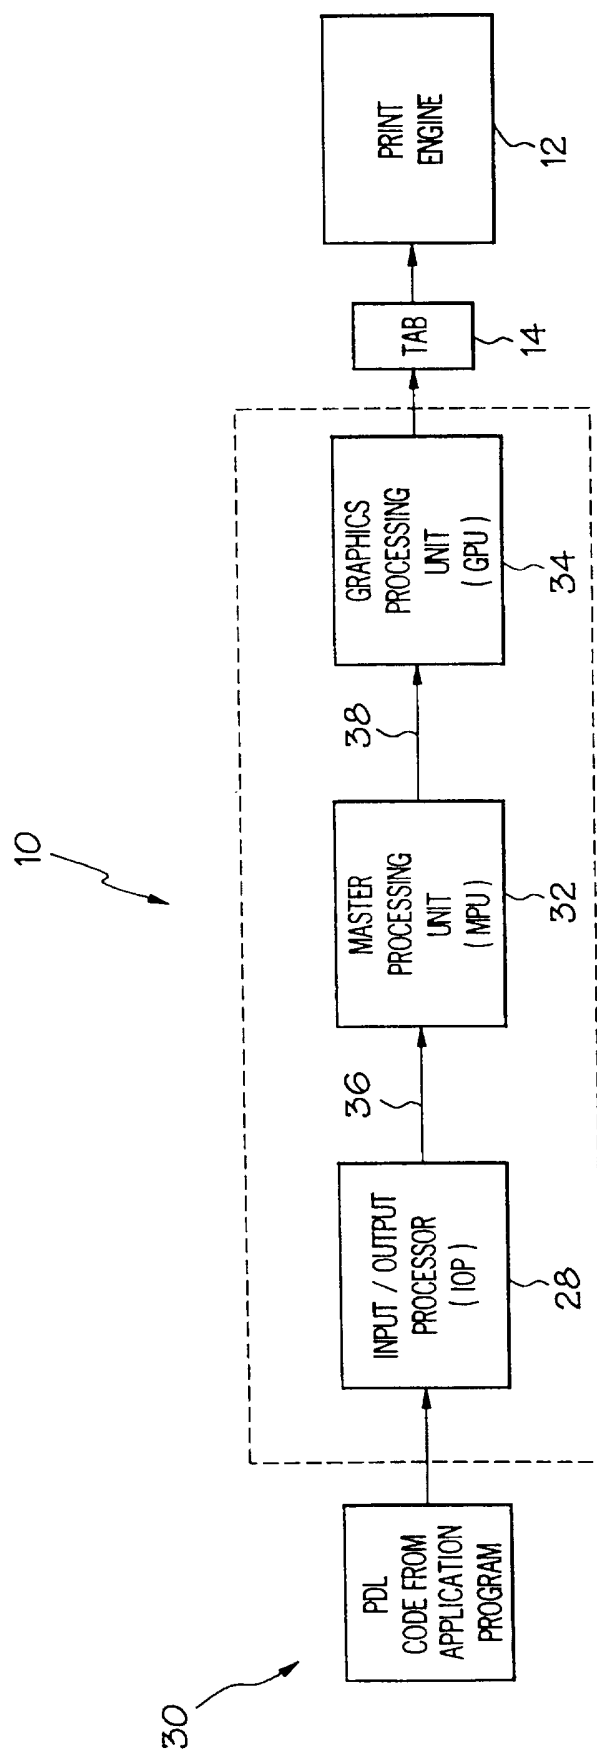 10
30
PDL
CODE FROM
APPLICATION
PROGRAM
INPUT / OUTPUT
PROCESSOR
( IOP )
28
36
MASTER
PROCESSING
UNIT
( MPU )
32
38
GRAPHICS
PROCESSING
UNIT
( GPU )
34
TAB
14
PRINT
ENGINE
12